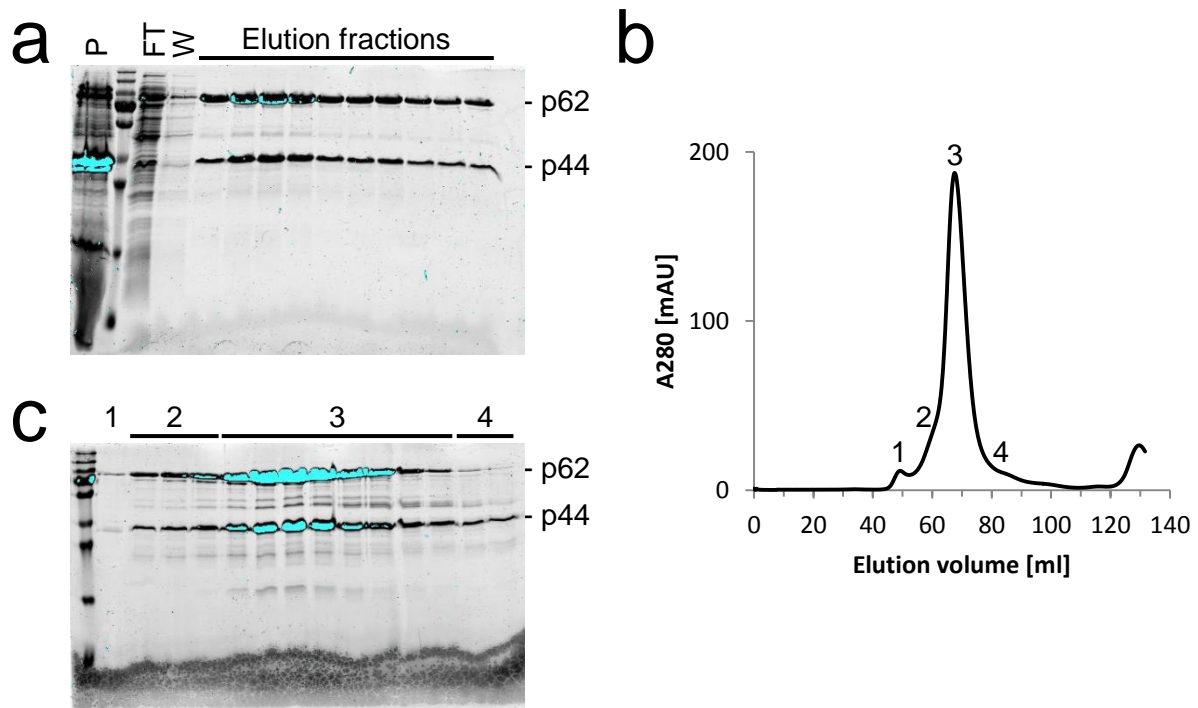 a
P
FT
W
Elution fractions
p62
p44
b
200
100
0
A280 [mAU]
1
2
3
4
0 20 40 60 80 100 120 140
Elution volume [ml]
c
1 2 3 4
p62
p44